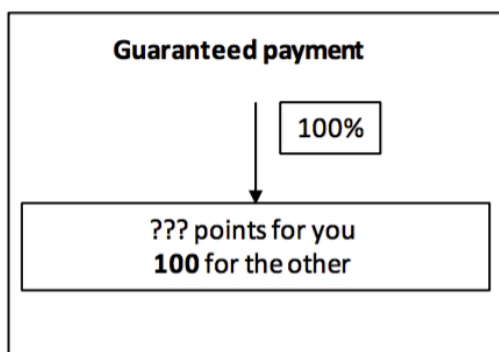 Guaranteed payment
100%
??? points for you
100 for the other